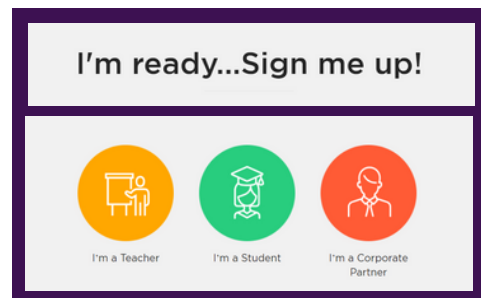 I'm ready...Sign me up!
I'm a Teacher
I'm a Student
I'm a Corporate
Partner